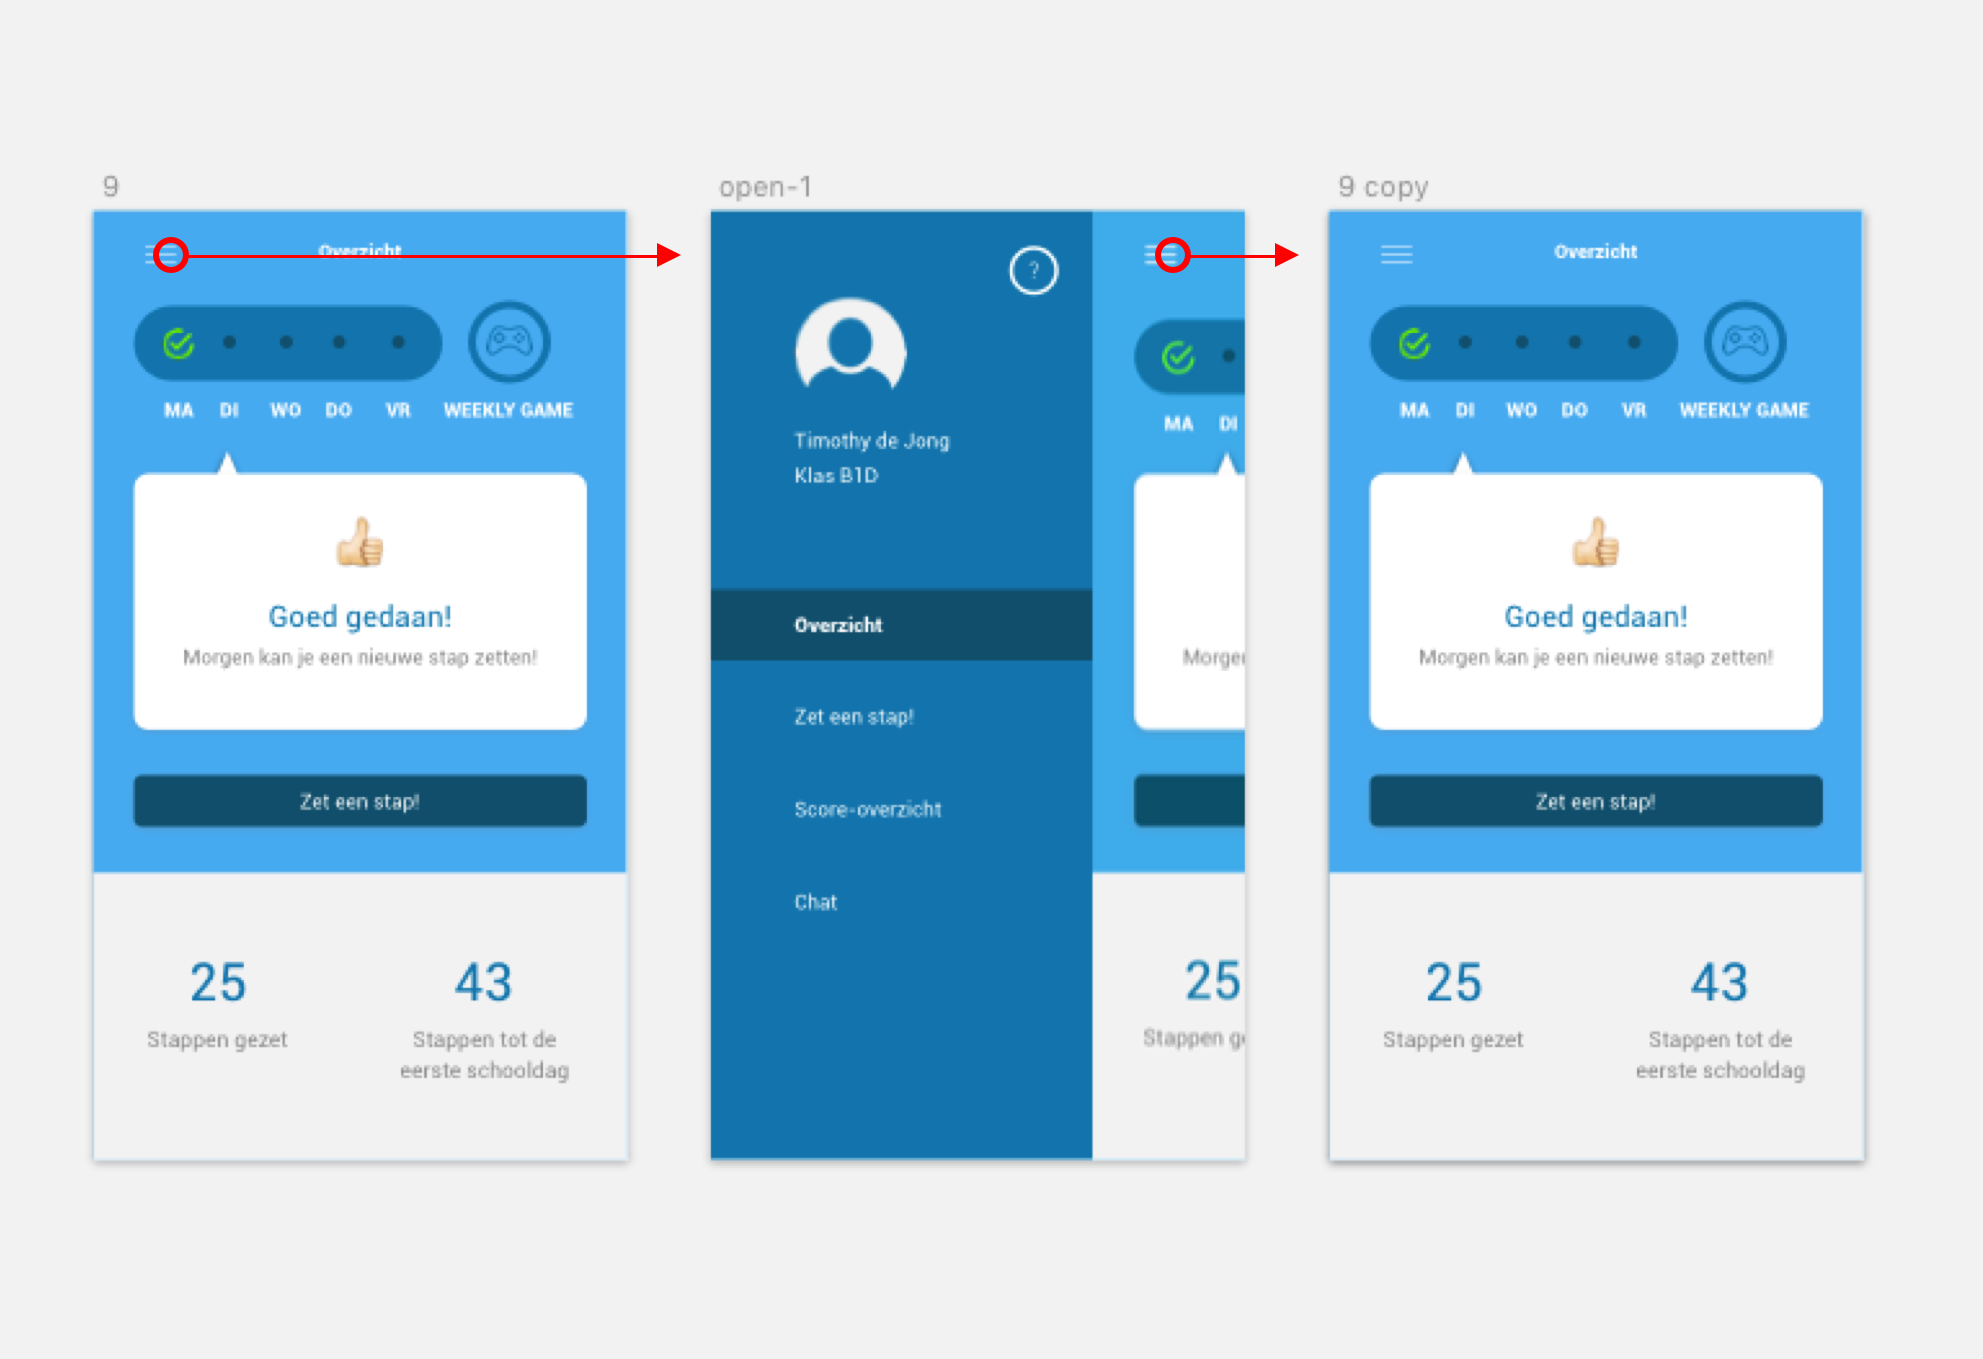 9
Overzicht
MA DI WO DO VR WEEKLY GAME
Goed gedaan!
Morgen kan je een nieuwe stap zetten!
Zet een stap!
25
Stappen gezet
43
Stappen tot de
eerste schooldag
open-1
?
Timothy de Jong
Klas B1D
Overzicht
Zet een stap!
Score-overzicht
Chat
MA DI
Morge
25
Stappen g
9 copy
Overzicht
MA DI WO DO VR WEEKLY GAME
Goed gedaan!
Morgen kan je een nieuwe stap zetten!
Zet een stap!
25
Stappen gezet
43
Stappen tot de
eerste schooldag